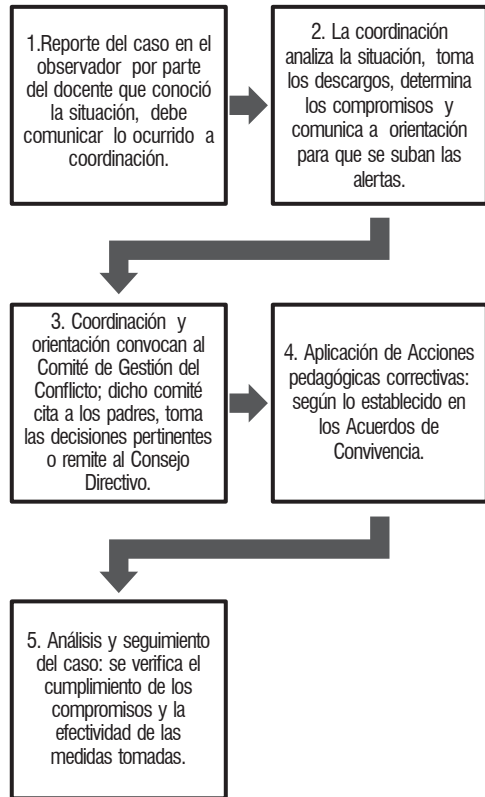 1.Reporte del caso en el
observador por parte
del docente que conoció
la situación, debe
comunicar lo ocurrido a
coordinación.
2. La coordinación
analiza la situación, toma
los descargos, determina
los compromisos y
comunica a orientación
para que se suban las
alertas.
3. Coordinación y
orientación convocan al
Comité de Gestión del
Conflicto; dicho comité
cita a los padres, toma
las decisiones pertinentes
o remite al Consejo
Directivo.
4. Aplicación de Acciones
pedagógicas correctivas:
según lo establecido en
los Acuerdos de
Convivencia.
5. Análisis y seguimiento
del caso: se verifica el
cumplimiento de los
compromisos y la
efectividad de las
medidas tomadas.